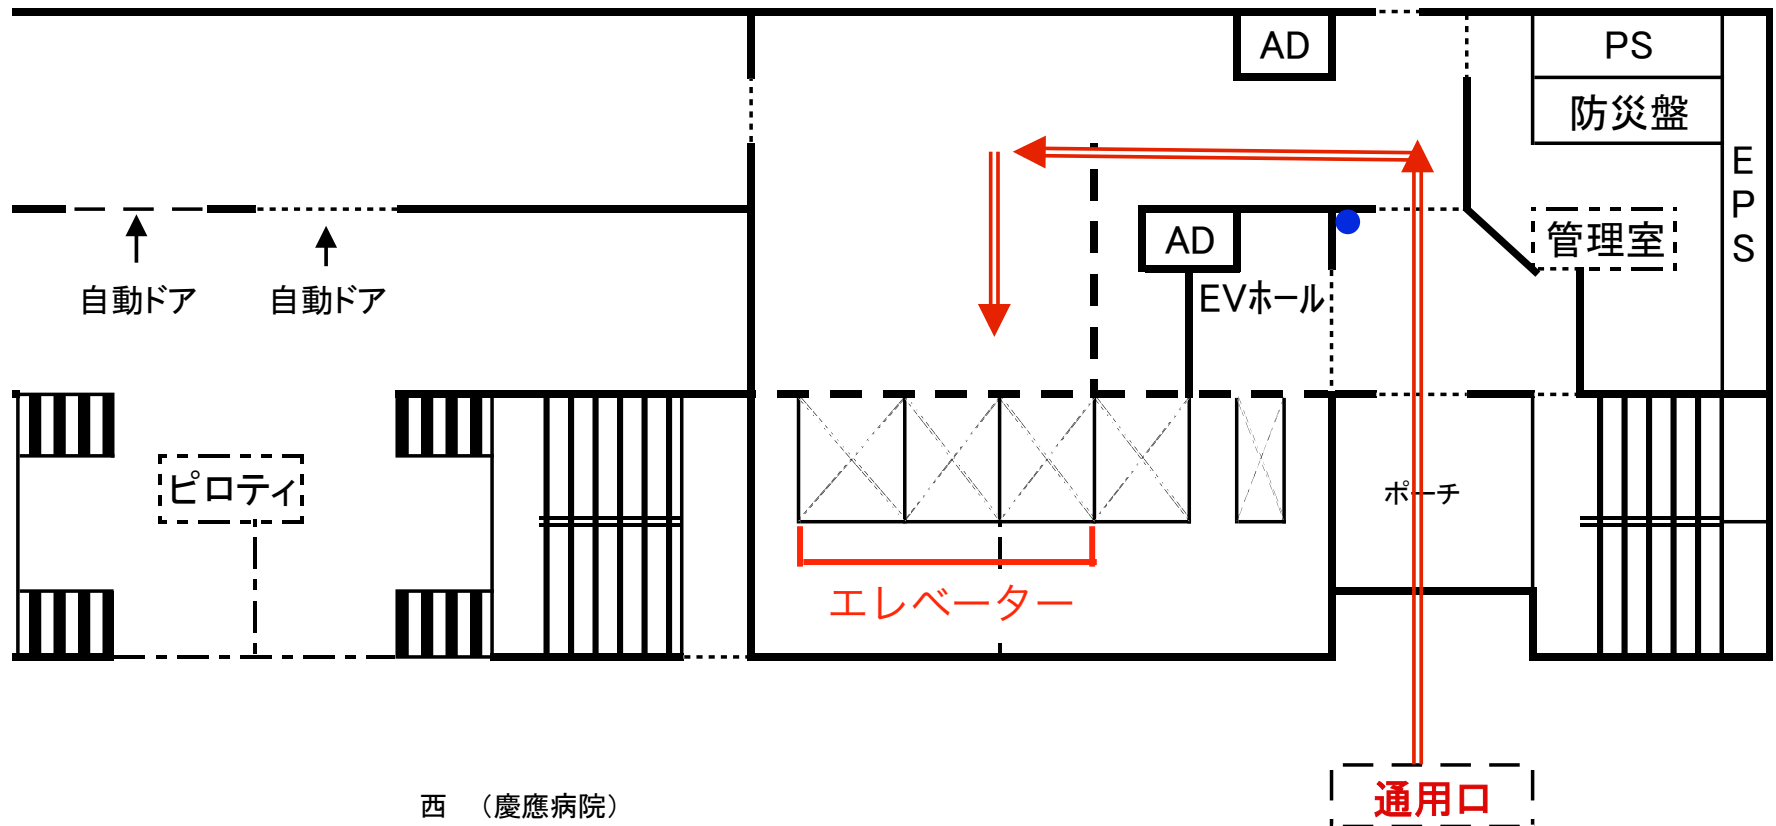 AD
PS
防災盤
EPS
AD
管理室
自動ドア
自動ドア
EVホール
ピロティ
ポーチ
エレベーター
西 （慶應病院）
通用口